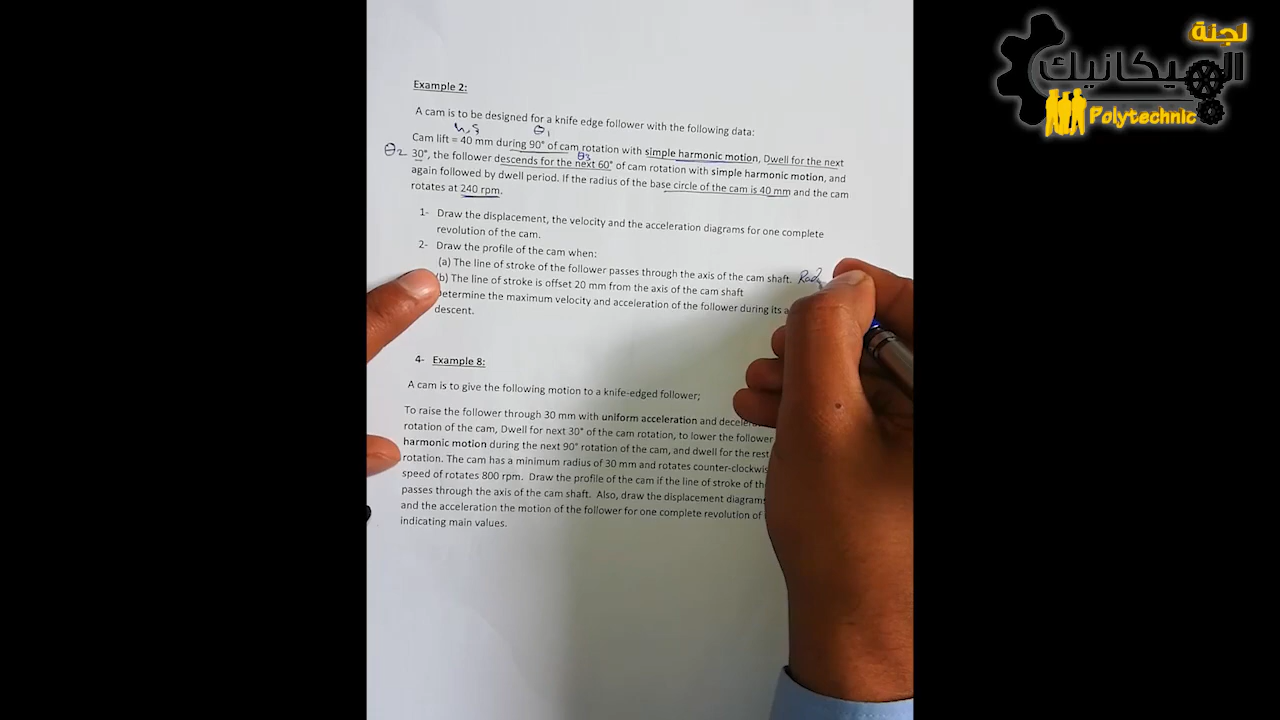 لجنة
الميكانيك
Polytechnic
Example 2:
A cam is to be designed for a knife edge follower with the following data:
h, S θ1
Cam lift = 40 mm during 90° of cam rotation with simple harmonic motion, Dwell for the next
θ2 30°, the follower descends for the next 60° of cam rotation with simple harmonic motion, and
θ3
again followed by dwell period. If the radius of the base circle of the cam is 40 mm and the cam
rotates at 240 rpm.
1- Draw the displacement, the velocity and the acceleration diagrams for one complete
revolution of the cam.
2- Draw the profile of the cam when:
(a) The line of stroke of the follower passes through the axis of the cam shaft.
(b) The line of stroke is offset 20 mm from the axis of the cam shaft
Determine the maximum velocity and acceleration of the follower during its
descent.
4- Example 8:
A cam is to give the following motion to a knife-edged follower;
To raise the follower through 30 mm with uniform acceleration and
rotation of the cam, Dwell for next 30° of the cam rotation, to lower the follower
harmonic motion during the next 90° rotation of the cam, and dwell for the rest
rotation. The cam has a minimum radius of 30 mm and rotates
speed of rotates 800 rpm. Draw the profile of the cam if the line of stroke of
passes through the axis of the cam shaft. Also, draw the displacement
and the acceleration the motion of the follower for one complete revolution of
indicating main values.